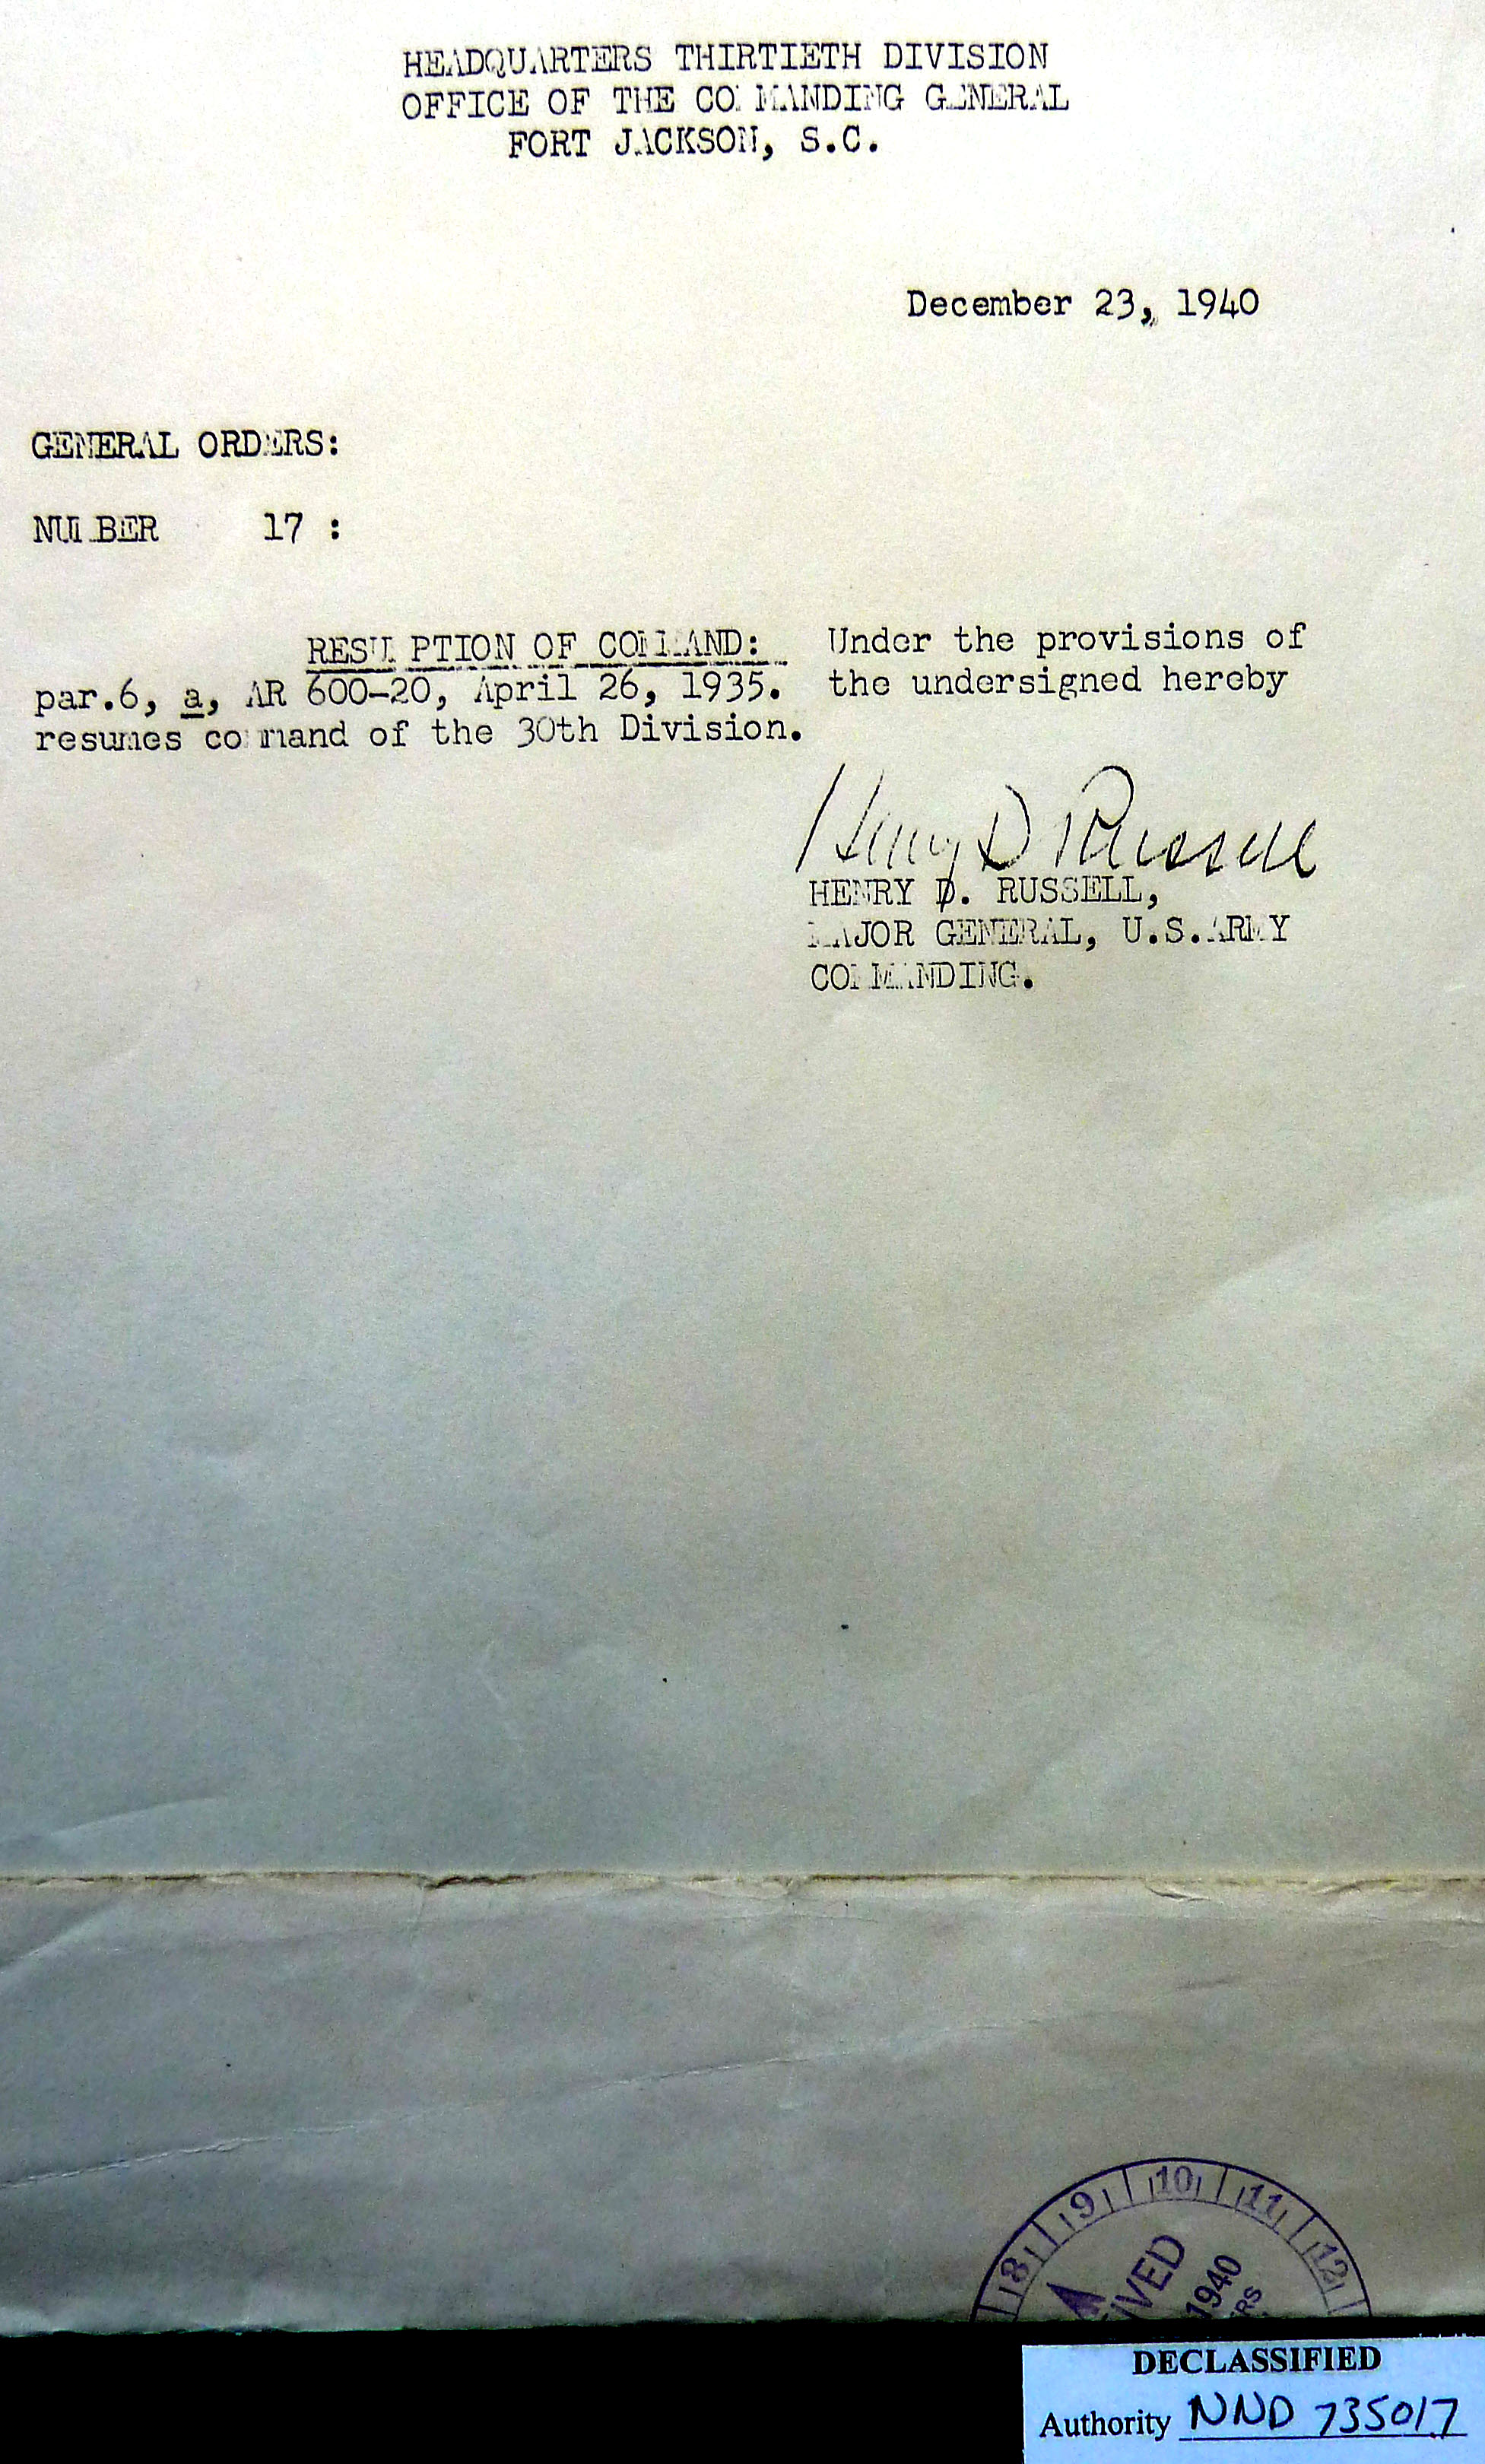 HEADQUARTERS THIRTIETH DIVISION
OFFICE OF THE COMMANDING GENERAL
FORT JACKSON, S.C.
December 23, 1940
GENERAL ORDERS:
NUMBER 17 :
RESUMPTION OF COMMAND: Under the provisions of
par.6, a, AR 600-20, April 26, 1935. the undersigned hereby
resumes command of the 30th Division.
Henry D Russell
HENRY D. RUSSELL,
MAJOR GENERAL, U.S.ARMY
COMMANDING.
8 9 10 11 12
1940
DECLASSIFIED
Authority NND 735017